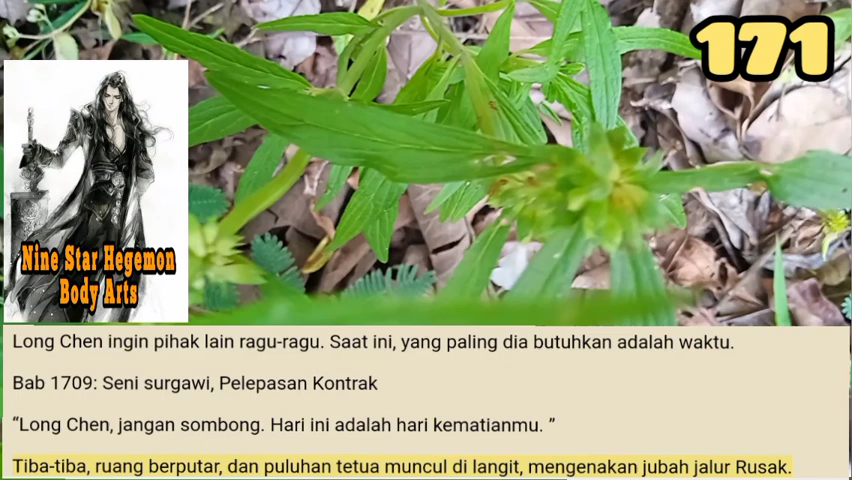 171
Nine Star Hegemon
Body Arts
Long Chen ingin pihak lain ragu-ragu. Saat ini, yang paling dia butuhkan adalah waktu.
Bab 1709: Seni surgawi, Pelepasan Kontrak
“Long Chen, jangan sombong. Hari ini adalah hari kematianmu. ”
Tiba-tiba, ruang berputar, dan puluhan tetua muncul di langit, mengenakan jubah jalur Rusak.